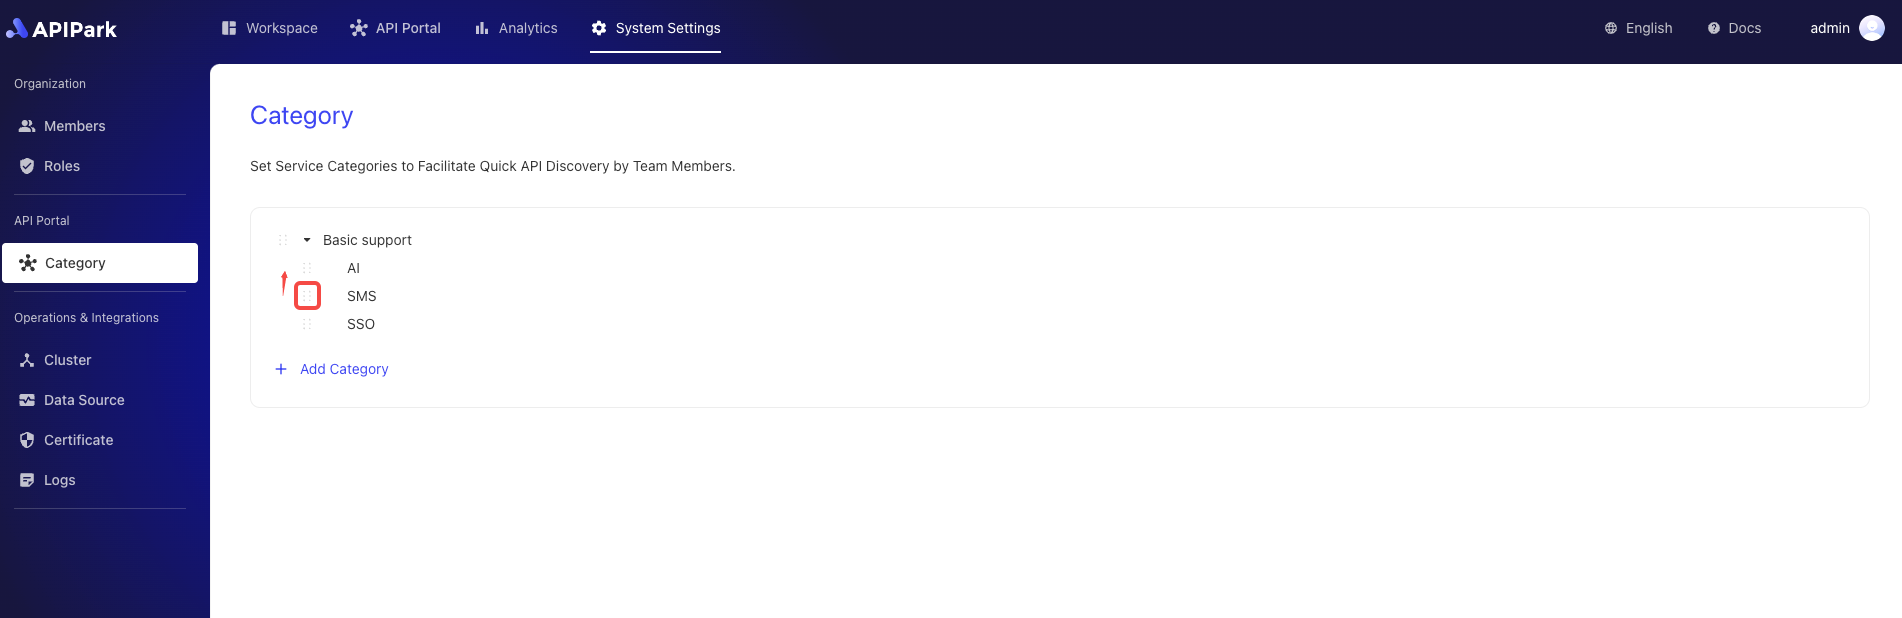 APIPark
Workspace
API Portal
Analytics
System Settings
English
Docs
admin
Organization
Members
Roles
API Portal
Category
Operations & Integrations
Cluster
Data Source
Certificate
Logs
Category
Set Service Categories to Facilitate Quick API Discovery by Team Members.
Basic support
AI
SMS
SSO
Add Category